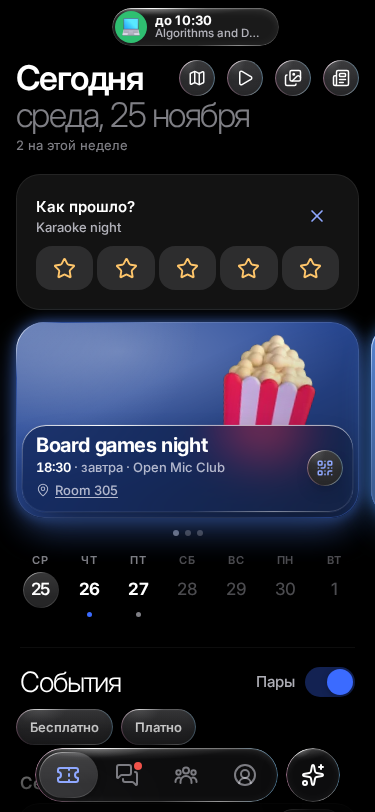 до 10:30
Algorithms and D...
Сегодня
среда, 25 ноября
2 на этой неделе
Как прошло?
Karaoke night
Board games night
18:30 · завтра · Open Mic Club
Room 305
СР ЧТ ПТ СБ ВС ПН ВТ
25 26 27 28 29 30 1
События
Пары
Бесплатно Платно